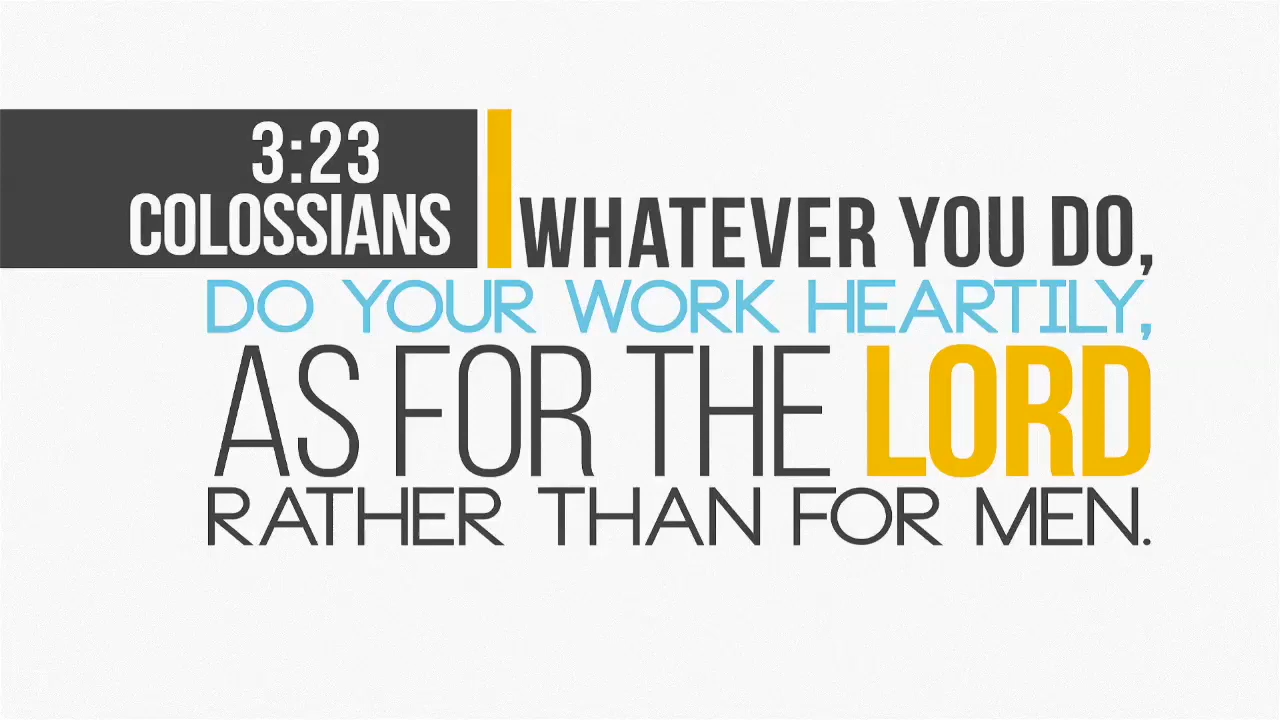 3:23
COLOSSIANS
WHATEVER YOU DO,
DO YOUR WORK HEARTILY,
AS FOR THE LORD
RATHER THAN FOR MEN.